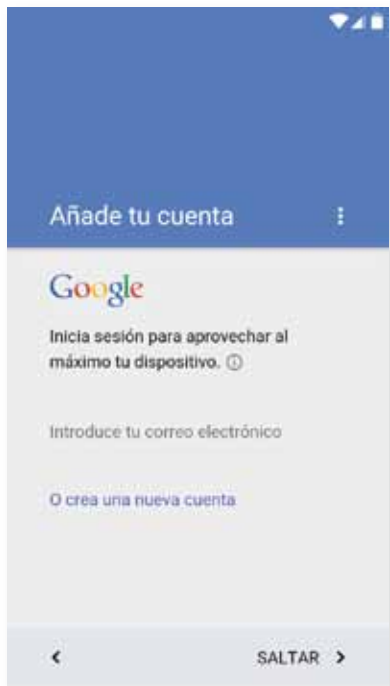 Añade tu cuenta
Google
Inicia sesión para aprovechar al
máximo tu dispositivo.
Introduce tu correo electrónico
O crea una nueva cuenta
SALTAR